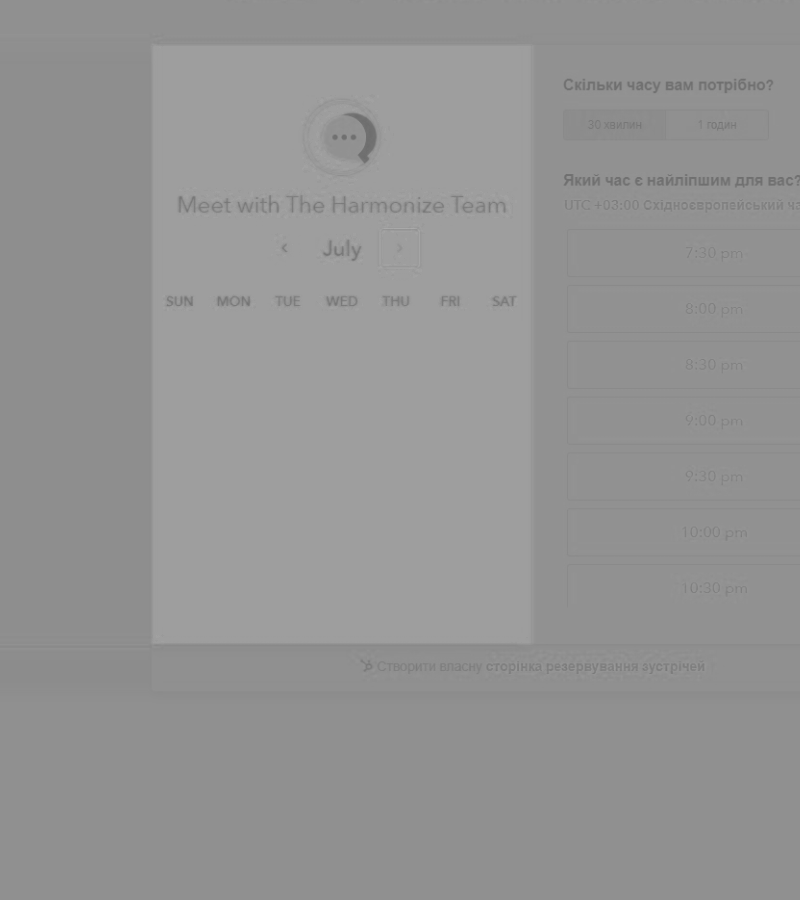 Meet with The Harmonize Team
‹ July ›
SUN MON TUE WED THU FRI SAT
Скільки часу вам потрібно?
30 хвилин 1 годин
Який час є найліпшим для вас?
UTC +03:00 Східноєвропейський ча
7:30 pm
8:00 pm
8:30 pm
9:00 pm
9:30 pm
10:00 pm
10:30 pm
Створити власну сторінка резервування зустрічей